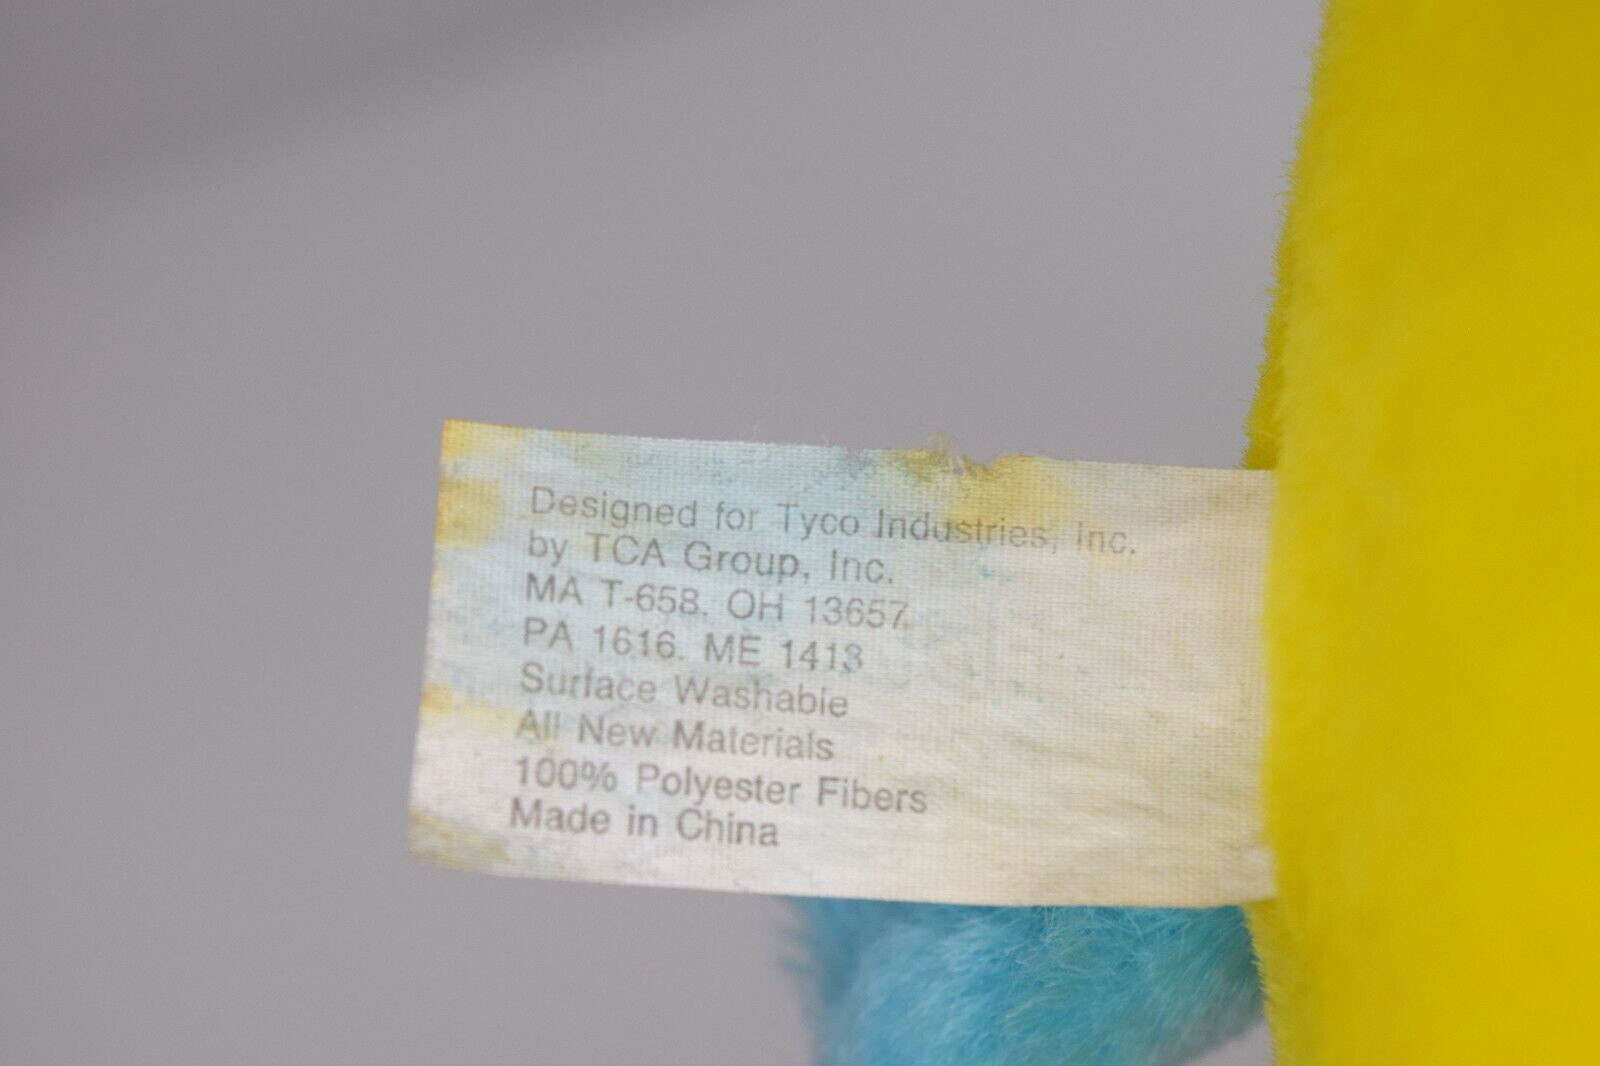 Designed for Tyco Industries, Inc.
by TCA Group, Inc.
MA T-658. OH 13657.
PA 1616. ME 1413
Surface Washable
All New Materials
100% Polyester Fibers
Made in China